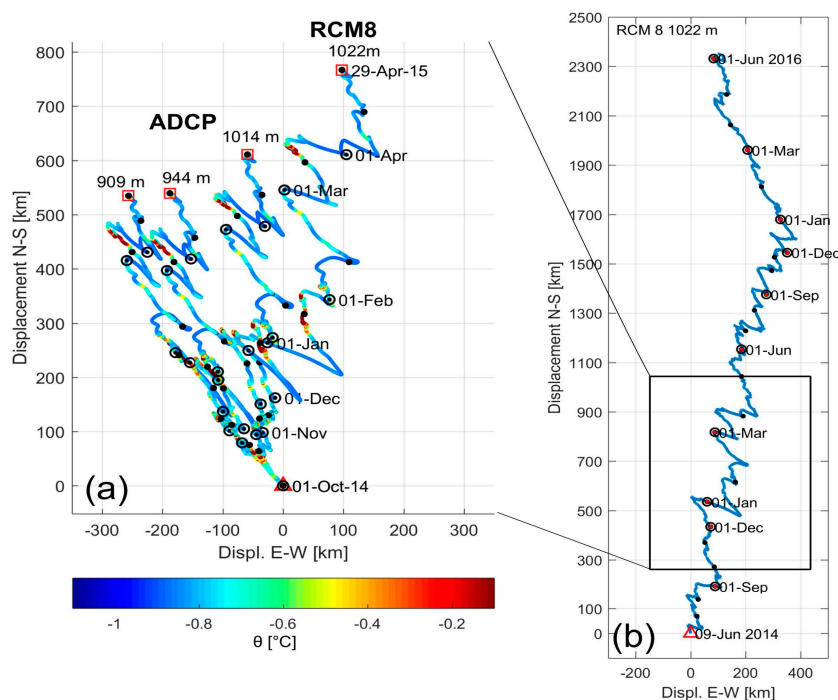 RCM8
1022m
29-Apr-15
ADCP
1014 m
909 m
944 m
01-Apr
01-Mar
01-Feb
01-Jan
01-Dec
01-Nov
01-Oct-14
(a)
800
700
600
500
400
300
200
100
0
Displacement N-S [km]
-300
-200
-100
0
100
200
300
Displ. E-W [km]
-1
-0.8
-0.6
-0.4
-0.2
θ [°C]
RCM 8 1022 m
01-Jun 2016
01-Mar
01-Jan
01-Dec
01-Sep
01-Jun
01-Mar
01-Jan
01-Dec
01-Sep
09-Jun 2014
(b)
2500
2300
2100
1900
1700
1500
1300
1100
900
700
500
300
100
0
Displacement N-S [km]
-200
0
200
400
Displ. E-W [km]